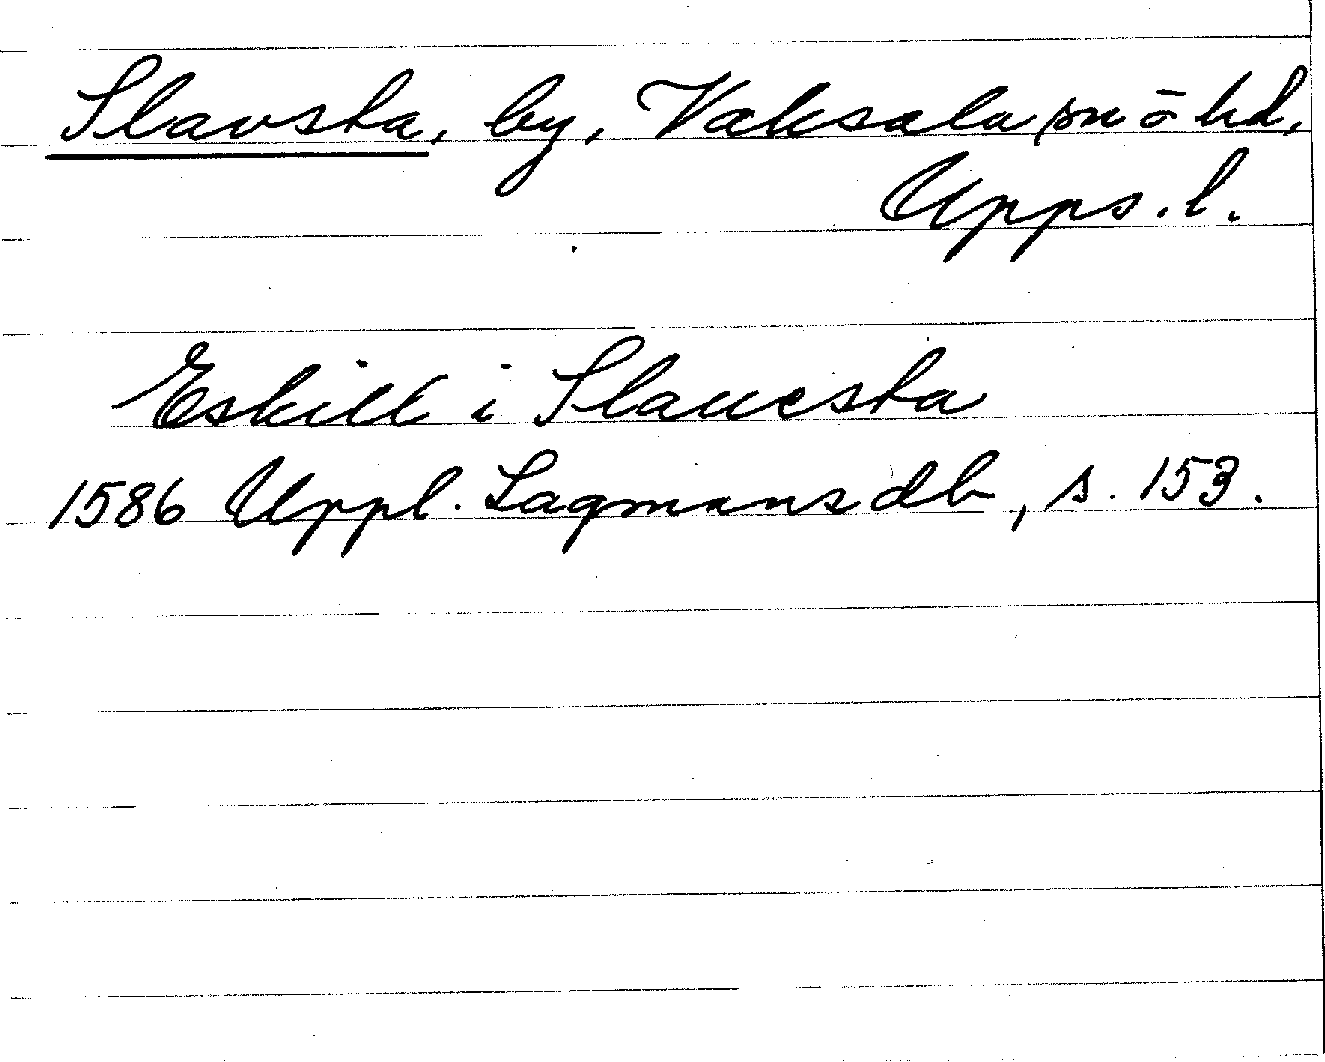 Slavsta, by, Vaksala sn ō hd,
Upps. l.
Eskill i Slauesta
1586 Uppl. Lagmansdb, s. 153.